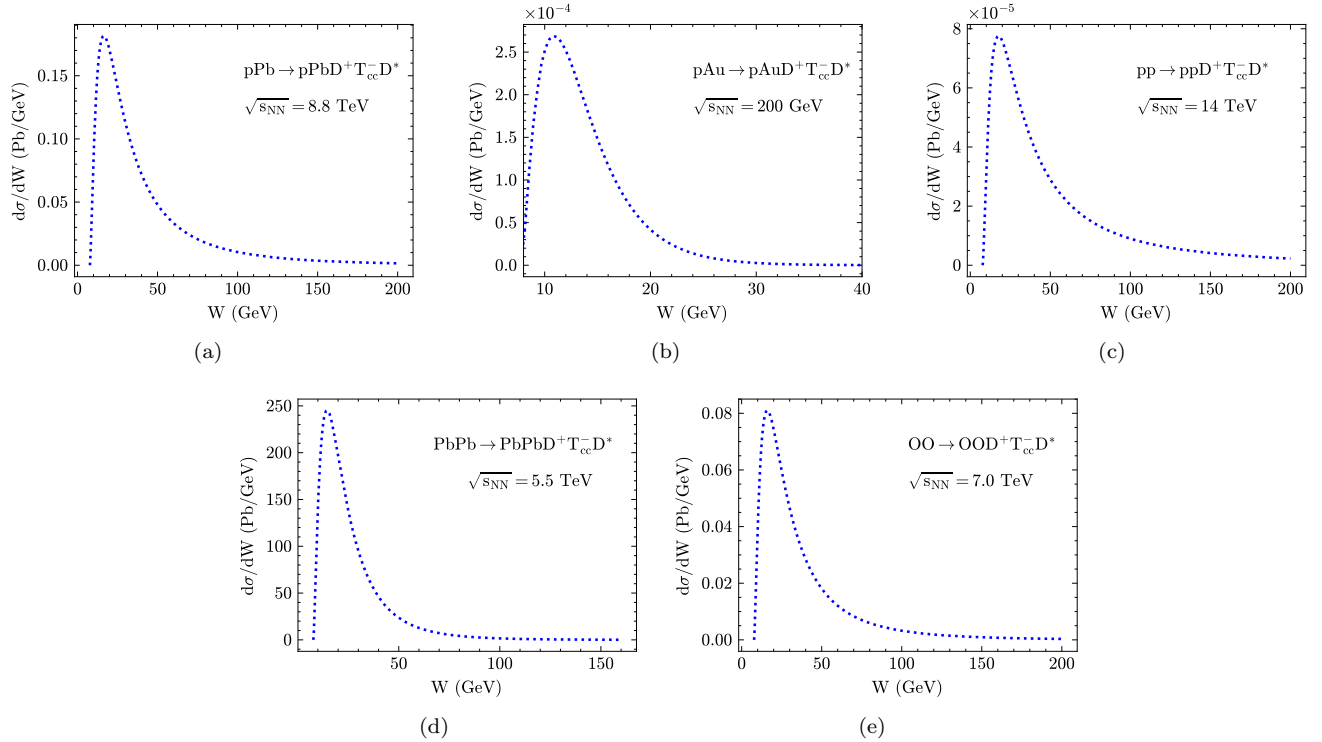 0.15
0.10
0.05
0.00
dσ/dW (Pb/GeV)
pPb → pPbD⁺T⁻ccD*
√sNN = 8.8 TeV
0 50 100 150 200
W (GeV)
(a)
×10⁻⁴
2.5
2.0
1.5
1.0
0.5
0.0
dσ/dW (Pb/GeV)
pAu → pAuD⁺T⁻ccD*
√sNN = 200 GeV
10 20 30 40
W (GeV)
(b)
×10⁻⁵
8
6
4
2
0
dσ/dW (Pb/GeV)
pp → ppD⁺T⁻ccD*
√sNN = 14 TeV
0 50 100 150 200
W (GeV)
(c)
250
200
150
100
50
0
dσ/dW (Pb/GeV)
PbPb → PbPbD⁺T⁻ccD*
√sNN = 5.5 TeV
50 100 150
W (GeV)
(d)
0.08
0.06
0.04
0.02
0.00
dσ/dW (Pb/GeV)
OO → OOD⁺T⁻ccD*
√sNN = 7.0 TeV
0 50 100 150 200
W (GeV)
(e)